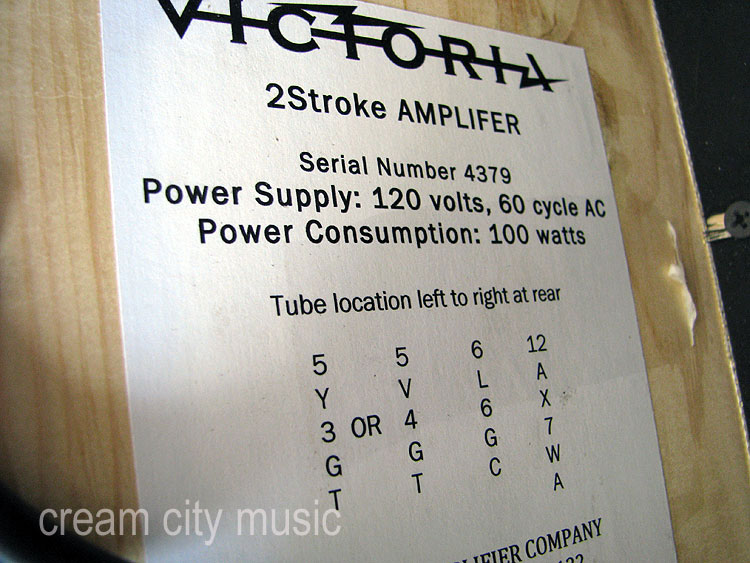 VICTORIA
2Stroke AMPLIFER
Serial Number 4379
Power Supply: 120 volts, 60 cycle AC
Power Consumption: 100 watts
Tube location left to right at rear
5 5 6 12
Y V L A
3 OR 4 6 X
G G G 7
T T C W
A
COMPANY
cream city music